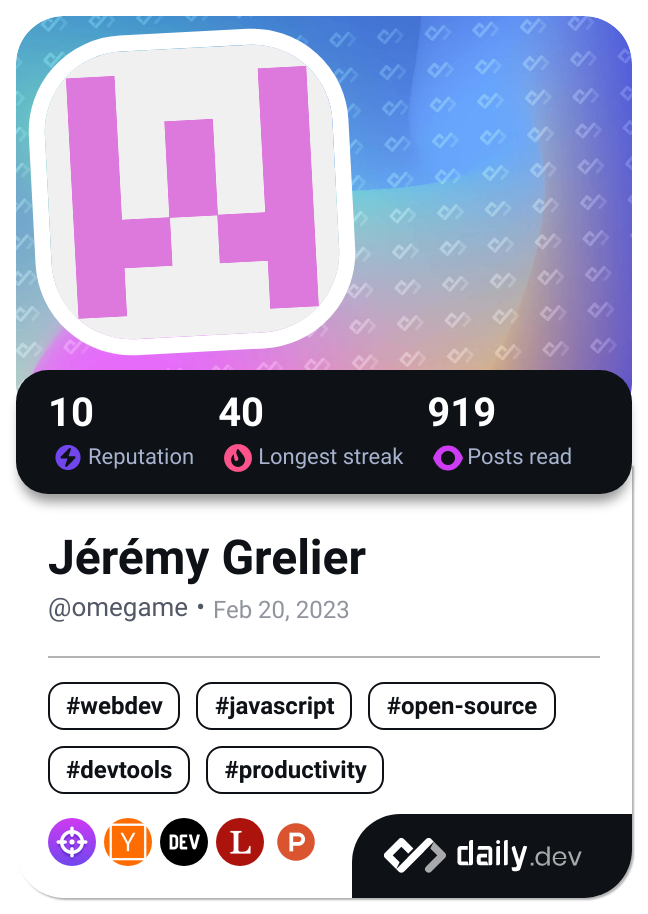 10 40 919
Reputation Longest streak Posts read
Jérémy Grelier
@omegame • Feb 20, 2023
#webdev #javascript #open-source
#devtools #productivity
Y DEV L P
daily.dev